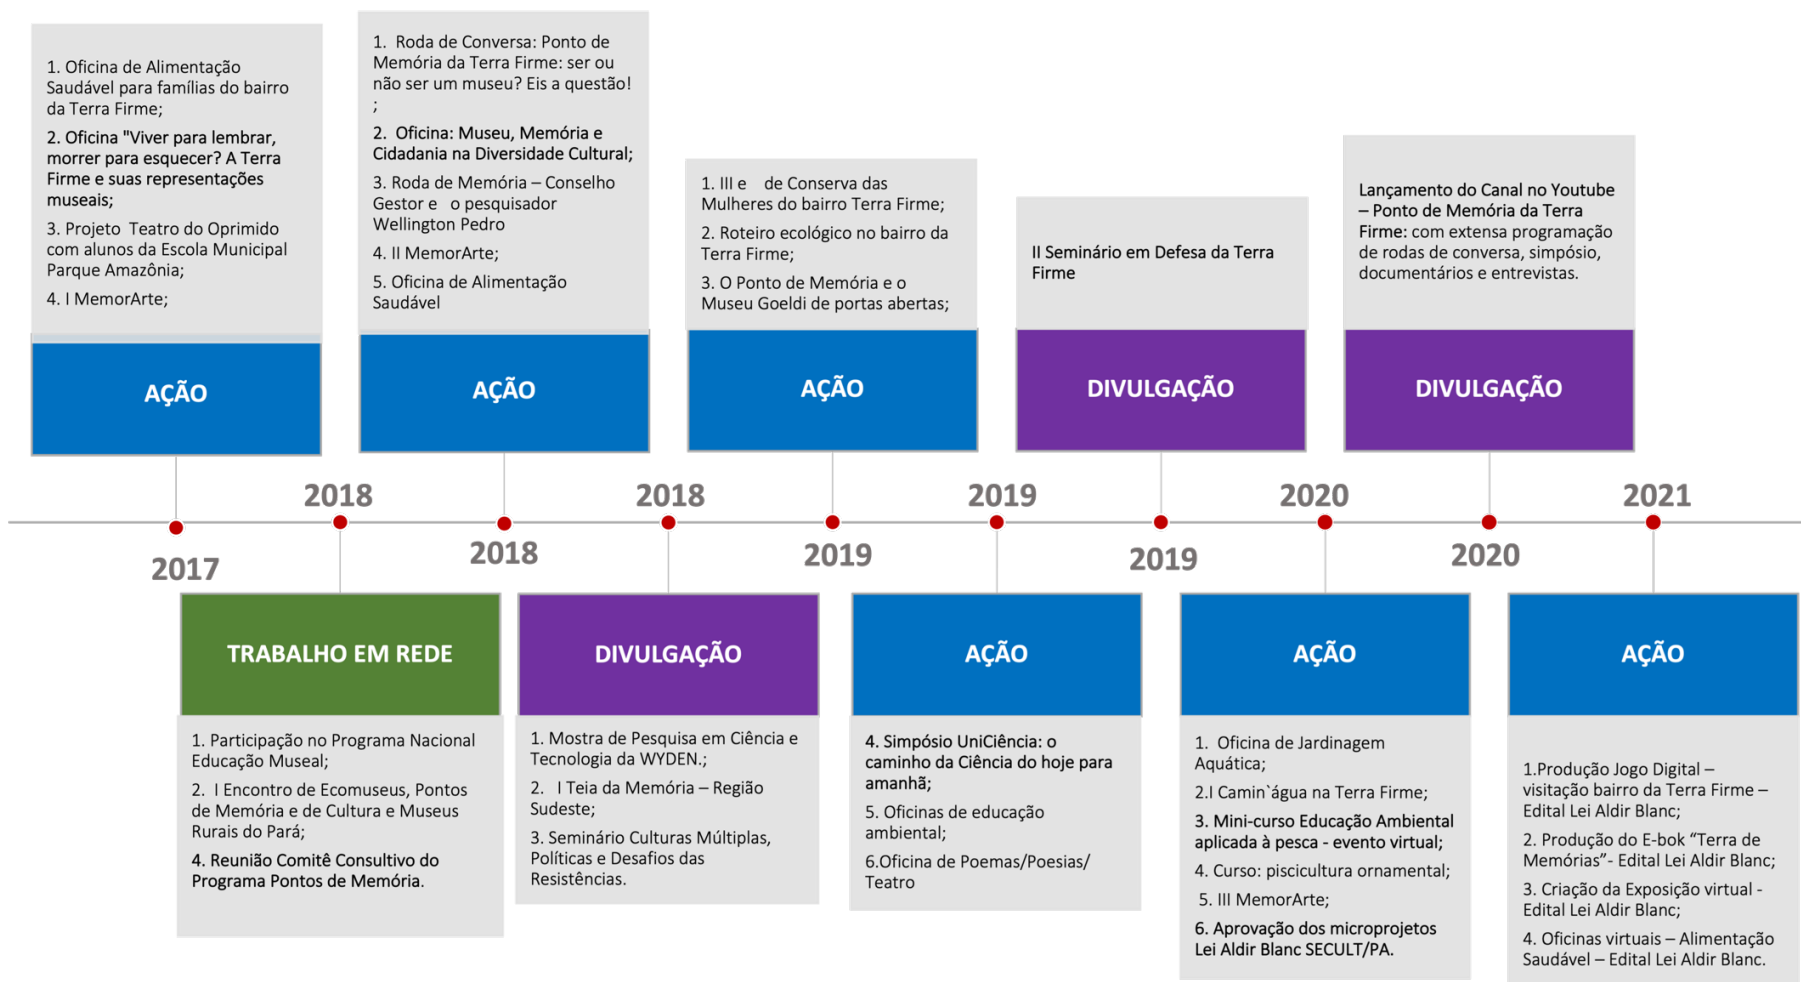 1. Oficina de Alimentação
Saudável para famílias do bairro
da Terra Firme;
2. Oficina "Viver para lembrar,
morrer para esquecer? A Terra
Firme e suas representações
museais;
3. Projeto Teatro do Oprimido
com alunos da Escola Municipal
Parque Amazônia;
4. I MemorArte;
AÇÃO
1. Roda de Conversa: Ponto de
Memória da Terra Firme: ser ou
não ser um museu? Eis a questão!
;
2. Oficina: Museu, Memória e
Cidadania na Diversidade Cultural;
3. Roda de Memória – Conselho
Gestor e o pesquisador
Wellington Pedro
4. II MemorArte;
5. Oficina de Alimentação
Saudável
AÇÃO
1. III e de Conserva das
Mulheres do bairro Terra Firme;
2. Roteiro ecológico no bairro da
Terra Firme;
3. O Ponto de Memória e o
Museu Goeldi de portas abertas;
AÇÃO
II Seminário em Defesa da Terra
Firme
DIVULGAÇÃO
Lançamento do Canal no Youtube
– Ponto de Memória da Terra
Firme: com extensa programação
de rodas de conversa, simpósio,
documentários e entrevistas.
DIVULGAÇÃO
2018
2018
2019
2020
2021
2017
2018
2019
2019
2020
TRABALHO EM REDE
1. Participação no Programa Nacional
Educação Museal;
2. I Encontro de Ecomuseus, Pontos
de Memória e de Cultura e Museus
Rurais do Pará;
4. Reunião Comitê Consultivo do
Programa Pontos de Memória.
DIVULGAÇÃO
1. Mostra de Pesquisa em Ciência e
Tecnologia da WYDEN.;
2. I Teia da Memória – Região
Sudeste;
3. Seminário Culturas Múltiplas,
Políticas e Desafios das
Resistências.
AÇÃO
4. Simpósio UniCiência: o
caminho da Ciência do hoje para
amanhã;
5. Oficinas de educação
ambiental;
6.Oficina de Poemas/Poesias/
Teatro
AÇÃO
1. Oficina de Jardinagem
Aquática;
2.I Camin`água na Terra Firme;
3. Mini-curso Educação Ambiental
aplicada à pesca - evento virtual;
4. Curso: piscicultura ornamental;
5. III MemorArte;
6. Aprovação dos microprojetos
Lei Aldir Blanc SECULT/PA.
AÇÃO
1.Produção Jogo Digital –
visitação bairro da Terra Firme –
Edital Lei Aldir Blanc;
2. Produção do E-bok “Terra de
Memórias”- Edital Lei Aldir Blanc;
3. Criação da Exposição virtual -
Edital Lei Aldir Blanc;
4. Oficinas virtuais – Alimentação
Saudável – Edital Lei Aldir Blanc.